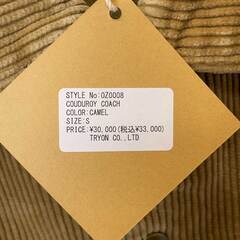 STYLE No:OZ0008
COUDUROY COACH
COLOR:CAMEL
SIZE:S
PRICE:¥30,000(税込¥33,000)
TRYON CO.,LTD